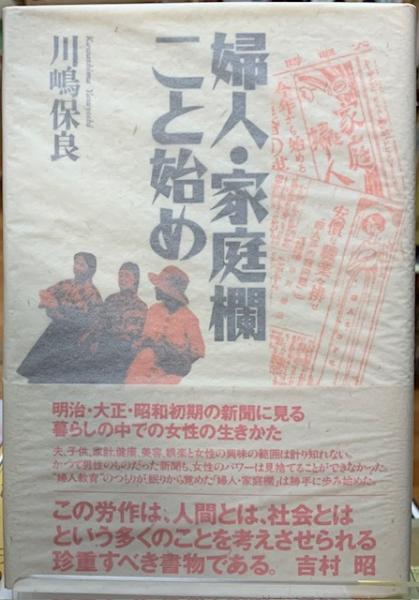 婦人・家庭欄
こと始め
川嶋保良
Kawashima Yasuyoshi
家庭
婦人
今年から始める
明治・大正・昭和初期の新聞に見る
暮らしの中での女性の生きかた
夫、子供、家計、健康、美容、娯楽と女性の興味の範囲は計り知れない。
かつて男性のものだった新聞も、女性のパワーは見捨てることができなかった。
“婦人教育”のつもりが、眠りから覚めた「婦人・家庭欄」は勝手に歩み始めた。
この労作は、人間とは、社会とは
という多くのことを考えさせられる
珍重すべき書物である。 吉村 昭